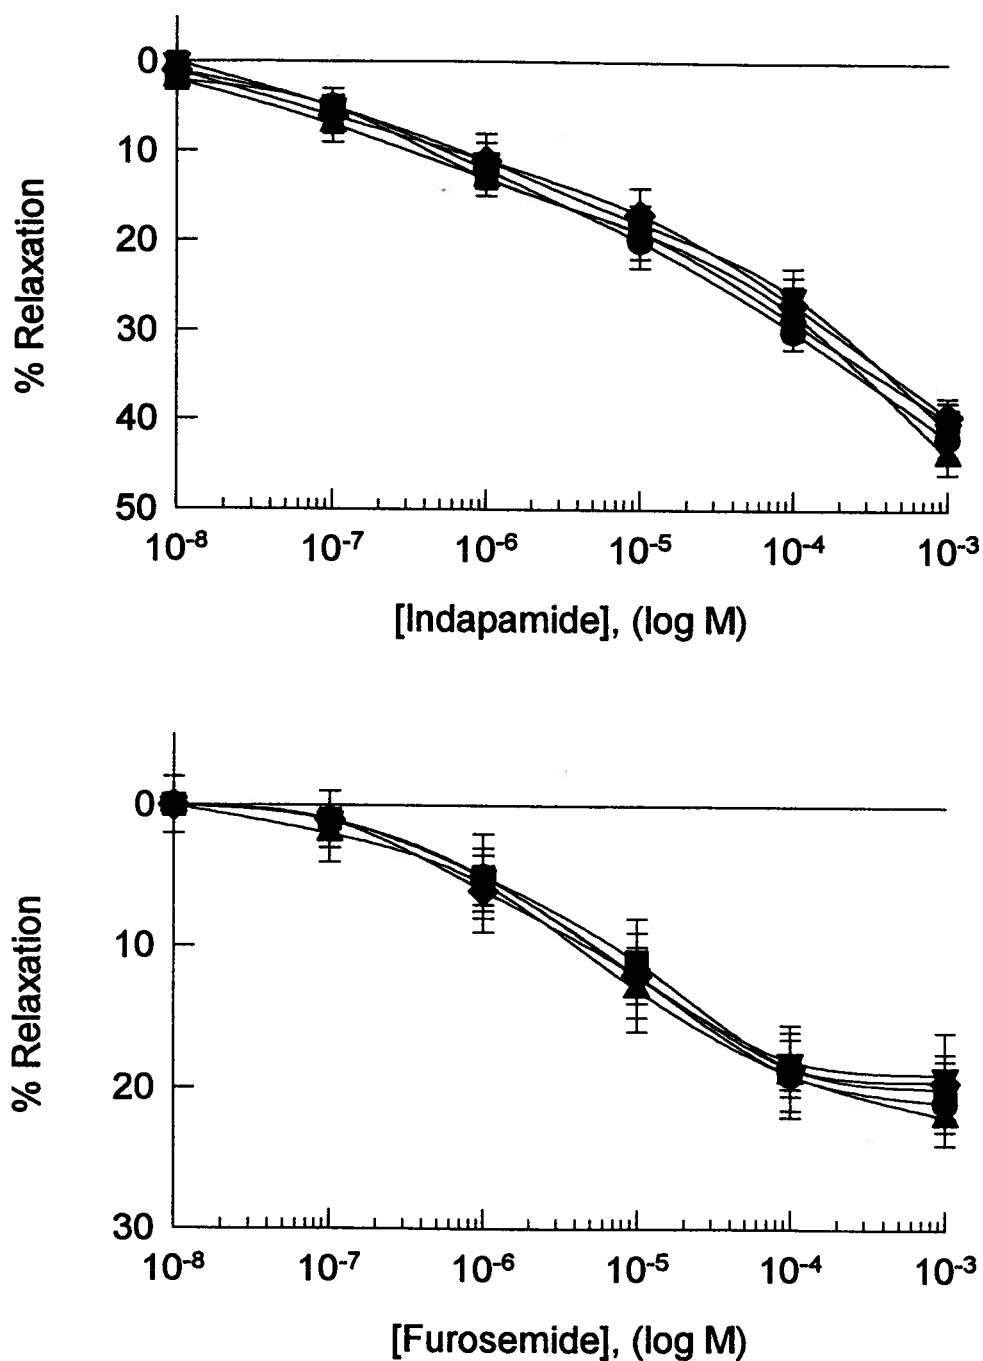 % Relaxation
0
10
20
30
40
50
10⁻⁸ 10⁻⁷ 10⁻⁶ 10⁻⁵ 10⁻⁴ 10⁻³
[Indapamide], (log M)
% Relaxation
0
10
20
30
10⁻⁸ 10⁻⁷ 10⁻⁶ 10⁻⁵ 10⁻⁴ 10⁻³
[Furosemide], (log M)